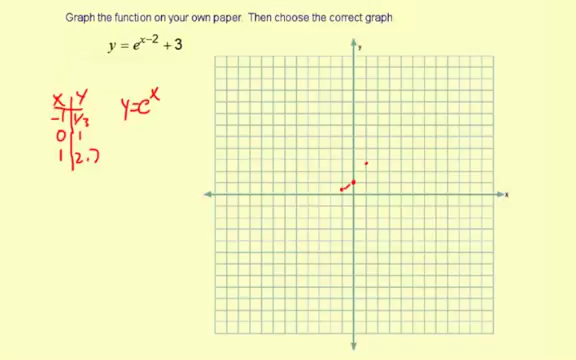 Graph the function on your own paper. Then choose the correct graph.
y = e^(x-2) + 3
y
X Y
-1 1/3
y=e^x
0 1
1 2.7
x